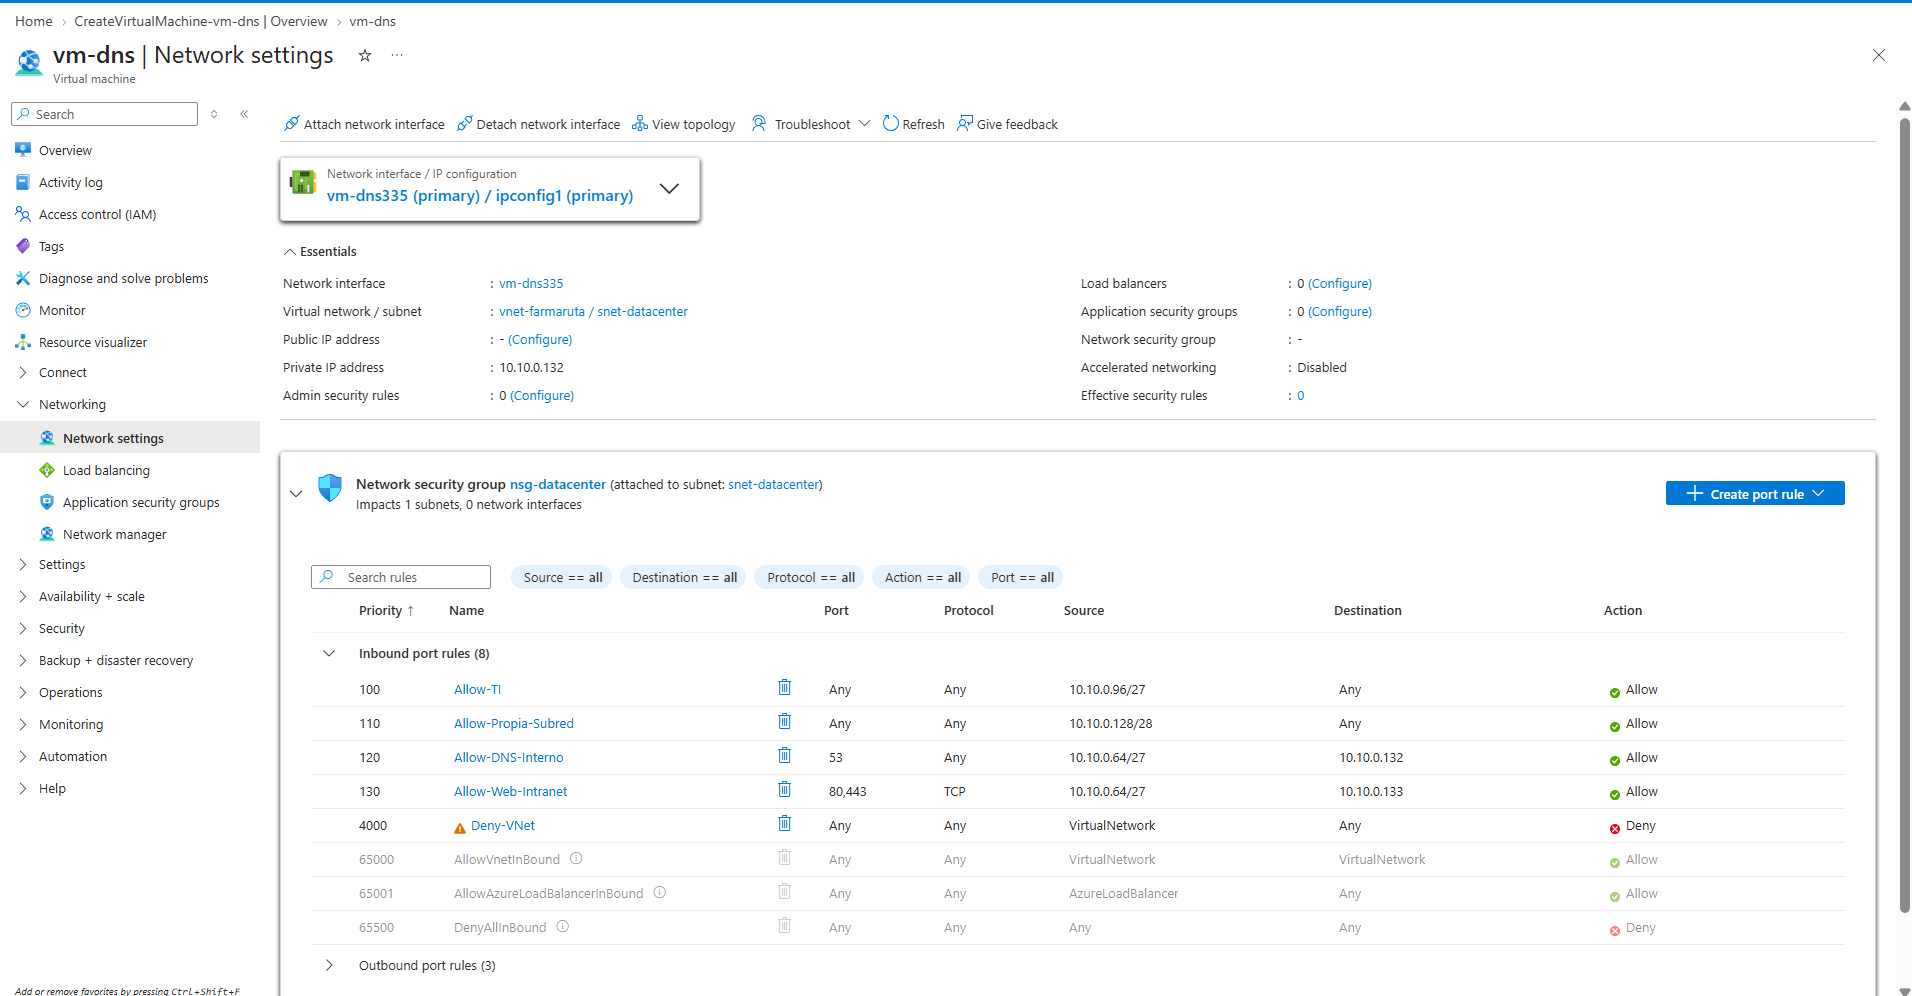 Home > CreateVirtualMachine-vm-dns | Overview > vm-dns
vm-dns | Network settings
Virtual machine
Search
Overview
Activity log
Access control (IAM)
Tags
Diagnose and solve problems
Monitor
Resource visualizer
Connect
Networking
Network settings
Load balancing
Application security groups
Network manager
Settings
Availability + scale
Security
Backup + disaster recovery
Operations
Monitoring
Automation
Help
Add or remove favorites by pressing Ctrl+Shift+F
Attach network interface Detach network interface View topology Troubleshoot Refresh Give feedback
Network interface / IP configuration
vm-dns335 (primary) / ipconfig1 (primary)
Essentials
Network interface : vm-dns335
Virtual network / subnet : vnet-farmaruta / snet-datacenter
Public IP address : - (Configure)
Private IP address : 10.10.0.132
Admin security rules : 0 (Configure)
Load balancers : 0 (Configure)
Application security groups : 0 (Configure)
Network security group : -
Accelerated networking : Disabled
Effective security rules : 0
Network security group nsg-datacenter (attached to subnet: snet-datacenter)
Impacts 1 subnets, 0 network interfaces
+ Create port rule
Search rules Source == all Destination == all Protocol == all Action == all Port == all
Priority ↑ Name Port Protocol Source Destination Action
Inbound port rules (8)
100 Allow-TI Any Any 10.10.0.96/27 Any Allow
110 Allow-Propia-Subred Any Any 10.10.0.128/28 Any Allow
120 Allow-DNS-Interno 53 Any 10.10.0.64/27 10.10.0.132 Allow
130 Allow-Web-Intranet 80,443 TCP 10.10.0.64/27 10.10.0.133 Allow
4000 Deny-VNet Any Any VirtualNetwork Any Deny
65000 AllowVnetInBound Any Any VirtualNetwork VirtualNetwork Allow
65001 AllowAzureLoadBalancerInBound Any Any AzureLoadBalancer Any Allow
65500 DenyAllInBound Any Any Any Any Deny
Outbound port rules (3)